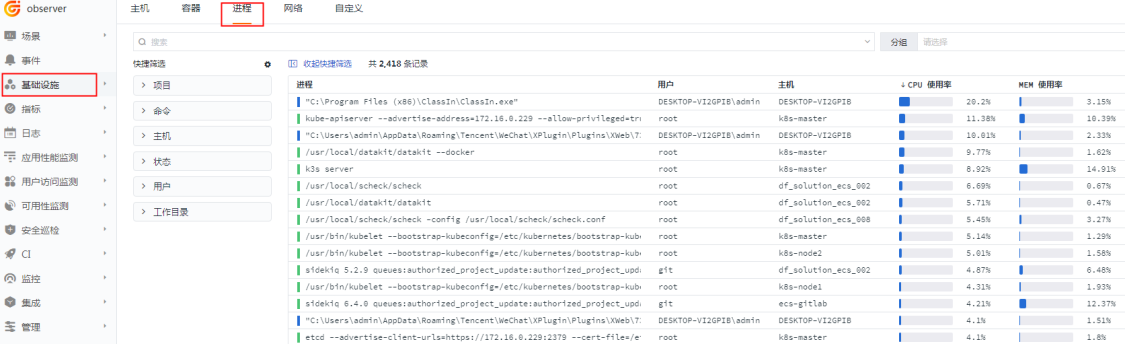 observer 主机 容器 进程 网络 自定义
场景
事件
基础设施
指标
日志
应用性能监测
用户访问监测
可用性监测
安全巡检
CI
监控
集成
管理
搜索 分组 请选择
快捷筛选 收起快捷筛选 共 2,418 条记录
项目
命令
主机
状态
用户
工作目录
进程 用户 主机 ↓CPU 使用率 MEM 使用率
"C:\Program Files (x86)\ClassIn\ClassIn.exe" DESKTOP-VI2GPIB\admin DESKTOP-VI2GPIB 20.2% 3.15%
kube-apiserver --advertise-address=172.16.0.229 --allow-privileged=tru root k8s-master 11.38% 10.39%
"C:\Users\admin\AppData\Roaming\Tencent\WeChat\XPlugin\Plugins\XWeb\7 DESKTOP-VI2GPIB\admin DESKTOP-VI2GPIB 10.01% 2.33%
/usr/local/datakit/datakit --docker root k8s-master 9.77% 1.62%
k3s server root k8s-master 8.92% 14.91%
/usr/local/scheck/scheck root df_solution_ecs_002 6.69% 0.67%
/usr/local/datakit/datakit root df_solution_ecs_002 5.71% 0.47%
/usr/local/scheck/scheck -config /usr/local/scheck/scheck.conf root df_solution_ecs_008 5.45% 3.27%
/usr/bin/kubelet --bootstrap-kubeconfig=/etc/kubernetes/bootstrap-kub root k8s-master 5.14% 1.29%
/usr/bin/kubelet --bootstrap-kubeconfig=/etc/kubernetes/bootstrap-kub root k8s-node2 5.01% 1.58%
sidekiq 5.2.9 queues:authorized_project_update:authorized_project_upd git df_solution_ecs_002 4.87% 6.48%
/usr/bin/kubelet --bootstrap-kubeconfig=/etc/kubernetes/bootstrap-kub root k8s-node1 4.31% 1.93%
sidekiq 6.4.0 queues:authorized_project_update:authorized_project_upd git ecs-gitlab 4.21% 12.37%
"C:\Users\admin\AppData\Roaming\Tencent\WeChat\XPlugin\Plugins\XWeb\7 DESKTOP-VI2GPIB\admin DESKTOP-VI2GPIB 4.1% 1.51%
etcd --advertise-client-urls=https://172.16.0.229:2379 --cert-file=/e root k8s-master 4.1% 1.8%